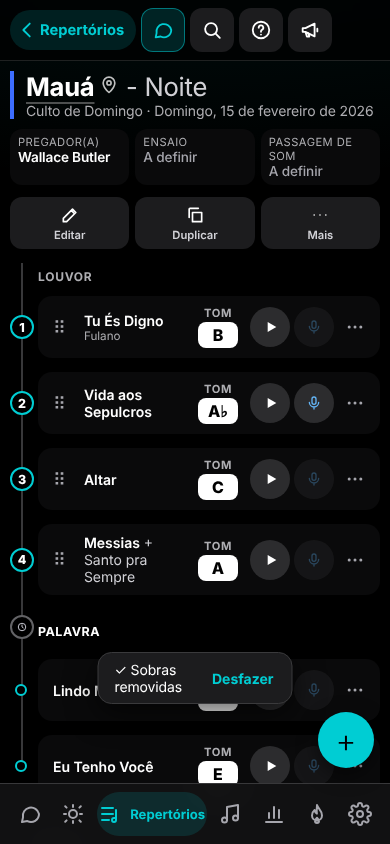 Repertórios
Mauá - Noite
Culto de Domingo · Domingo, 15 de fevereiro de 2026
PREGADOR(A)
Wallace Butler
ENSAIO
A definir
PASSAGEM DE
SOM
A definir
Editar
Duplicar
Mais
LOUVOR
1
Tu És Digno
Fulano
TOM
B
2
Vida aos
Sepulcros
TOM
A♭
3
Altar
TOM
C
4
Messias +
Santo pra
Sempre
TOM
A
PALAVRA
Lindo
✓ Sobras
removidas
Desfazer
Eu Tenho Você
TOM
E
+
Repertórios